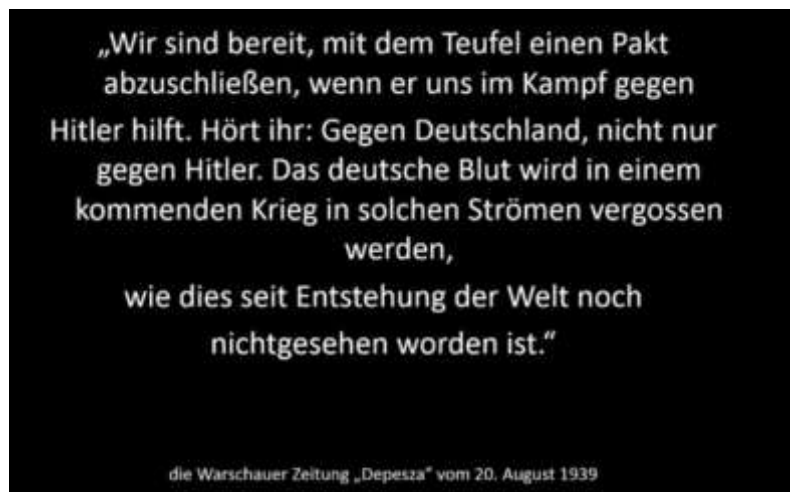 „Wir sind bereit, mit dem Teufel einen Pakt
abzuschließen, wenn er uns im Kampf gegen
Hitler hilft. Hört ihr: Gegen Deutschland, nicht nur
gegen Hitler. Das deutsche Blut wird in einem
kommenden Krieg in solchen Strömen vergossen
werden,
wie dies seit Entstehung der Welt noch
nichtgesehen worden ist.“
die Warschauer Zeitung „Depesza“ vom 20. August 1939